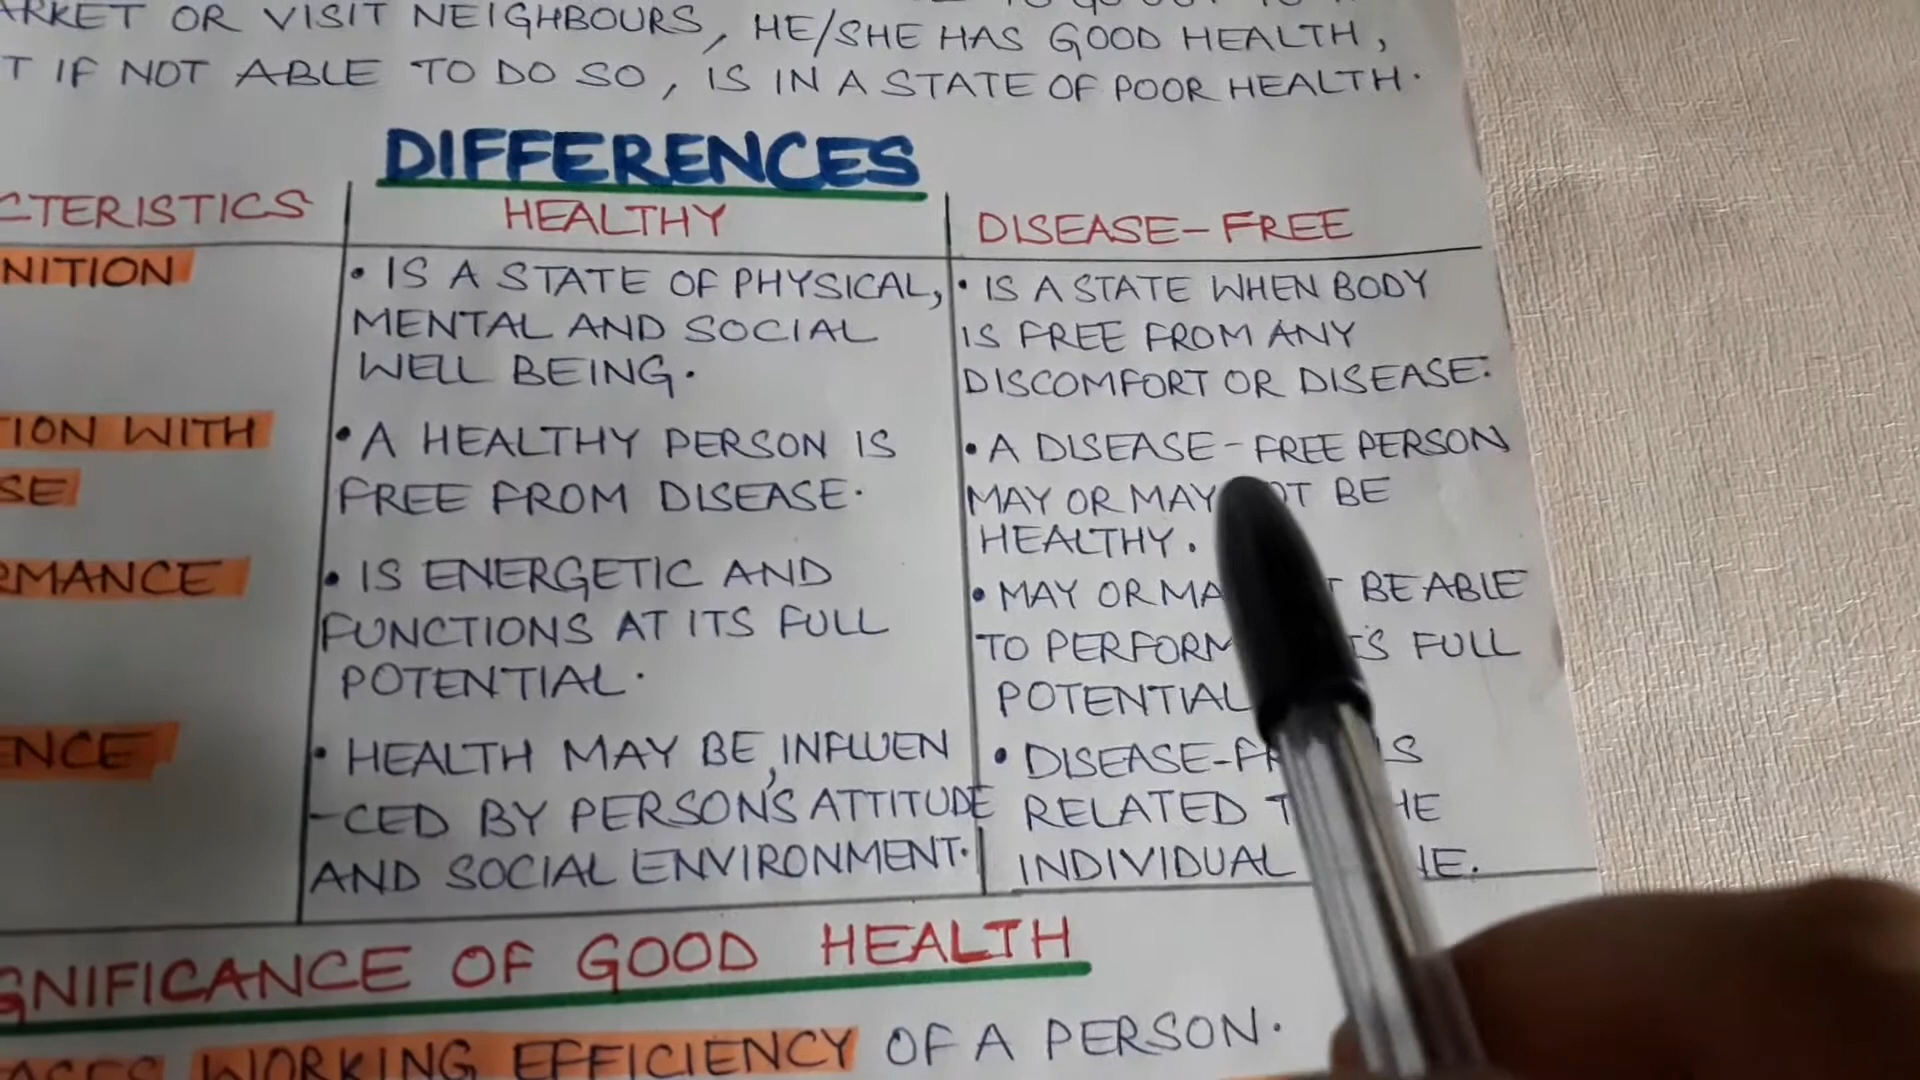 OR VISIT NEIGHBOURS, HE/SHE HAS GOOD HEALTH,
IF NOT ABLE TO DO SO, IS IN A STATE OF POOR HEALTH.
DIFFERENCES
CTERISTICS HEALTHY DISEASE-FREE
NITION
• IS A STATE OF PHYSICAL,
MENTAL AND SOCIAL
WELL BEING.
• IS A STATE WHEN BODY
IS FREE FROM ANY
DISCOMFORT OR DISEASE.
TION WITH
SE
• A HEALTHY PERSON IS
FREE FROM DISEASE.
• A DISEASE-FREE PERSON
MAY OR MAY BE
HEALTHY.
RMANCE
• IS ENERGETIC AND
FUNCTIONS AT ITS FULL
POTENTIAL.
• MAY OR BE ABLE
TO PERFORM FULL
POTENTIAL
ENCE
• HEALTH MAY BE INFLUEN
-CED BY PERSON'S ATTITUDE
AND SOCIAL ENVIRONMENT.
• DISEASE-
RELATED
INDIVIDUAL
GNIFICANCE OF GOOD HEALTH
WORKING EFFICIENCY OF A PERSON.